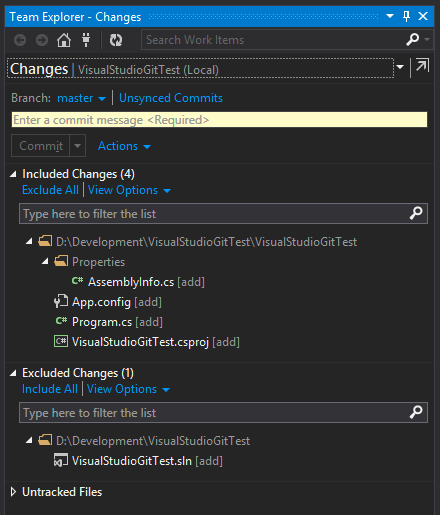 Team Explorer - Changes
Search Work Items
Changes | VisualStudioGitTest (Local)
Branch: master Unsynced Commits
Enter a commit message <Required>
Commit Actions
Included Changes (4)
Exclude All View Options
Type here to filter the list
D:\Development\VisualStudioGitTest\VisualStudioGitTest
Properties
C# AssemblyInfo.cs [add]
App.config [add]
C# Program.cs [add]
C# VisualStudioGitTest.csproj [add]
Excluded Changes (1)
Include All View Options
Type here to filter the list
D:\Development\VisualStudioGitTest
VisualStudioGitTest.sln [add]
Untracked Files